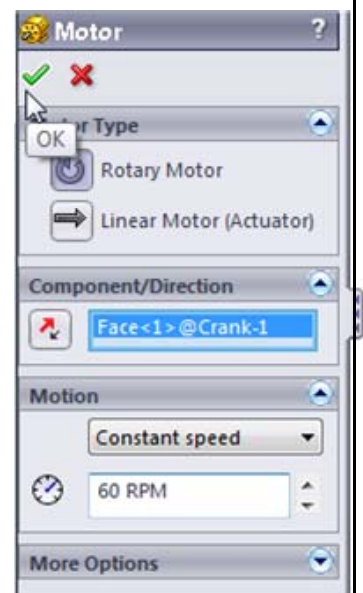 Motor ?
Motor Type
OK
Rotary Motor
Linear Motor (Actuator)
Component/Direction
Face<1>@Crank-1
Motion
Constant speed
60 RPM
More Options